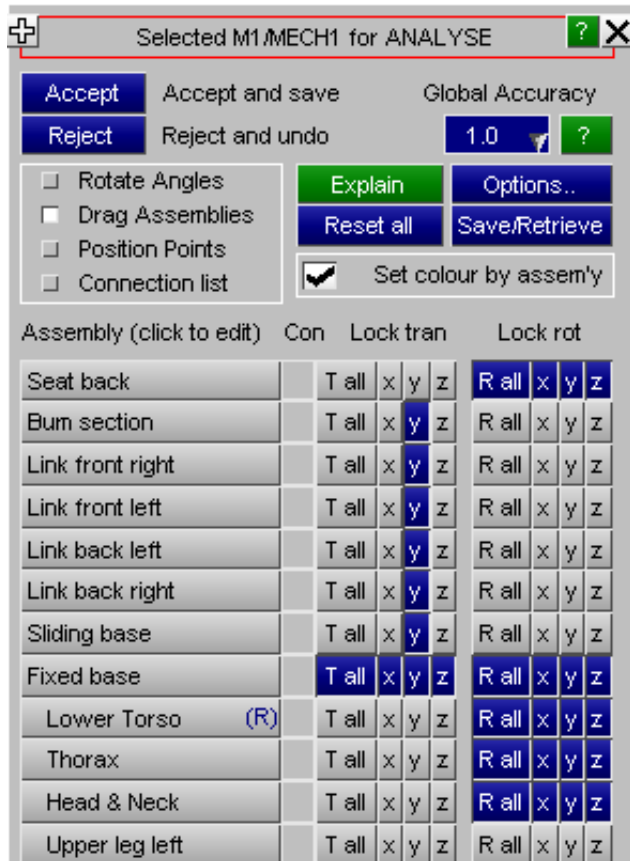 Selected M1/MECH1 for ANALYSE ? X
Accept Accept and save Global Accuracy
Reject Reject and undo 1.0 ?
Rotate Angles Explain Options..
Drag Assemblies Reset all Save/Retrieve
Position Points
Connection list Set colour by assem'y
Assembly (click to edit) Con Lock tran Lock rot
Seat back T all x y z R all x y z
Bum section T all x y z R all x y z
Link front right T all x y z R all x y z
Link front left T all x y z R all x y z
Link back left T all x y z R all x y z
Link back right T all x y z R all x y z
Sliding base T all x y z R all x y z
Fixed base T all x y z R all x y z
Lower Torso (R) T all x y z R all x y z
Thorax T all x y z R all x y z
Head & Neck T all x y z R all x y z
Upper leg left T all x y z R all x y z